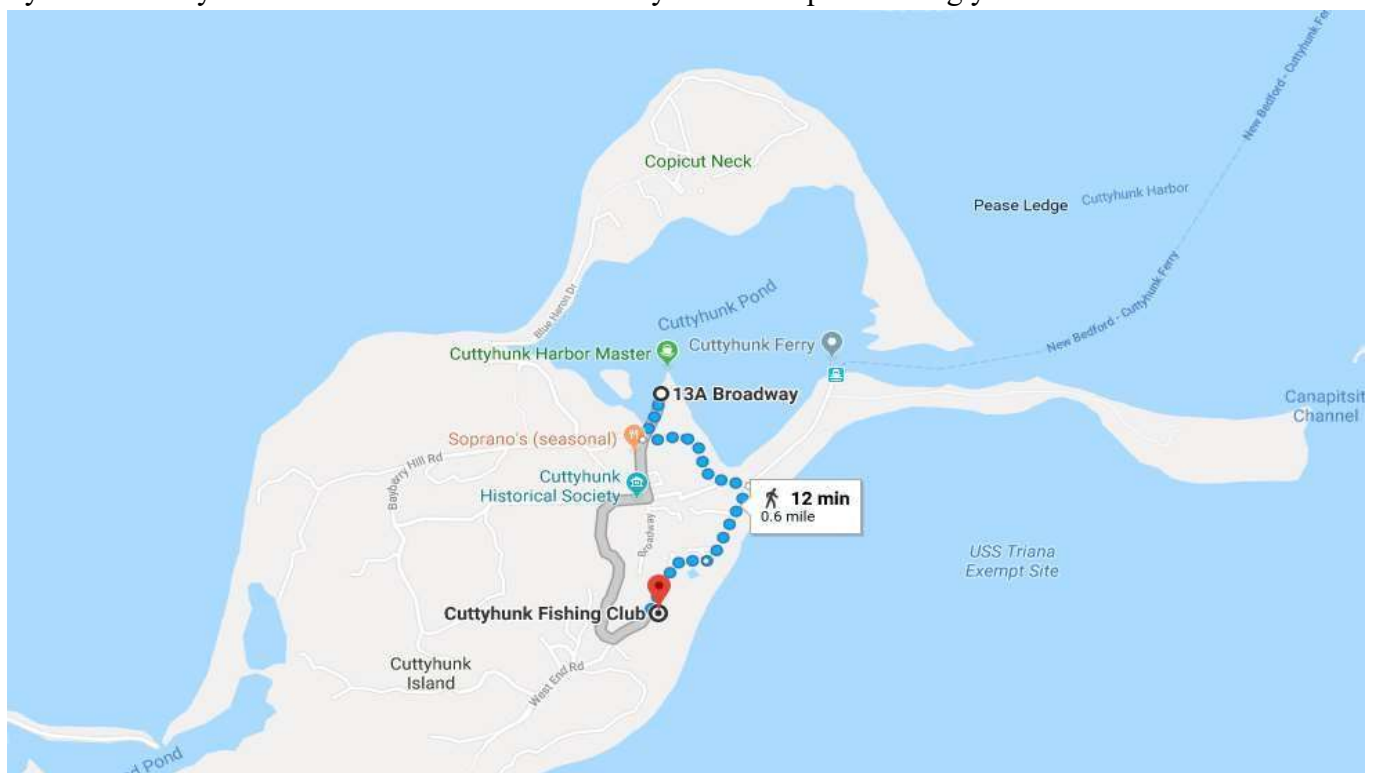 Copicut Neck
New Bedford - Cuttyhunk Fer
Pease Ledge
Cuttyhunk Harbor
Blue Heron Dr
Cuttyhunk Pond
New Bedford - Cuttyhunk Ferry
Cuttyhunk Harbor Master
Cuttyhunk Ferry
13A Broadway
Canapitsit
Channel
Soprano's (seasonal)
Bayberry Hill Rd
Cuttyhunk
Historical Society
12 min
0.6 mile
Broadway
USS Triana
Exempt Site
Cuttyhunk Fishing Club
Cuttyhunk
Island
West End Rd
Pond